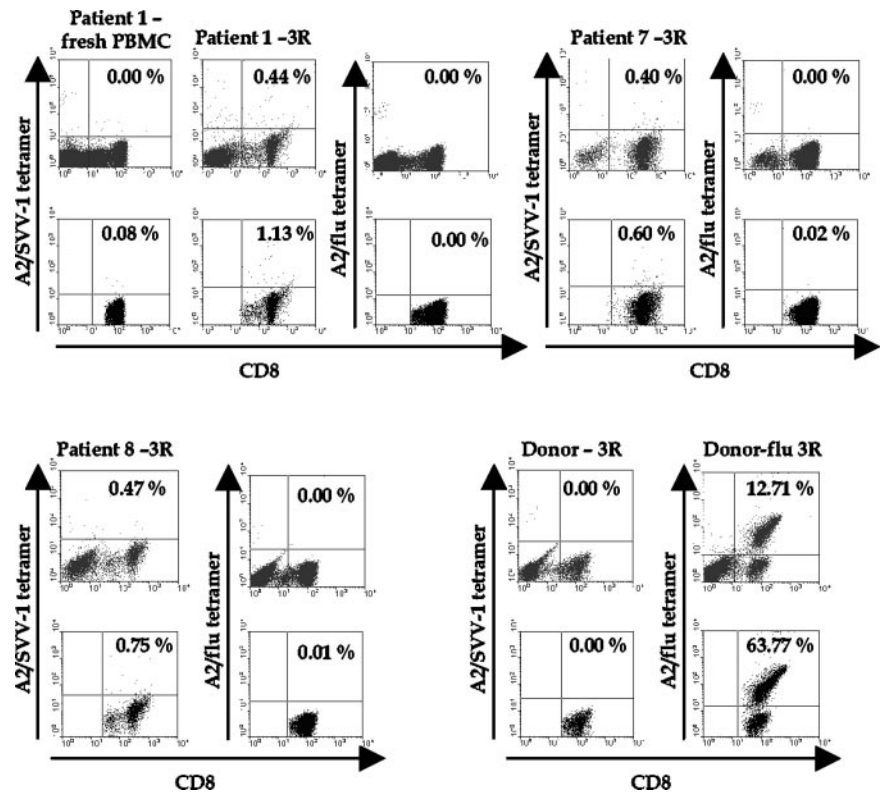 Patient 1 –
fresh PBMC
Patient 1 –3R
Patient 7 –3R
A2/SVV-1 tetramer
0.00 %
0.44 %
A2/flu tetramer
0.00 %
A2/SVV-1 tetramer
0.40 %
A2/flu tetramer
0.00 %
0.08 %
1.13 %
0.00 %
0.60 %
0.02 %
CD8
CD8
Patient 8 –3R
Donor – 3R
Donor-flu 3R
A2/SVV-1 tetramer
0.47 %
A2/flu tetramer
0.00 %
A2/SVV-1 tetramer
0.00 %
A2/flu tetramer
12.71 %
0.75 %
0.01 %
0.00 %
63.77 %
CD8
CD8